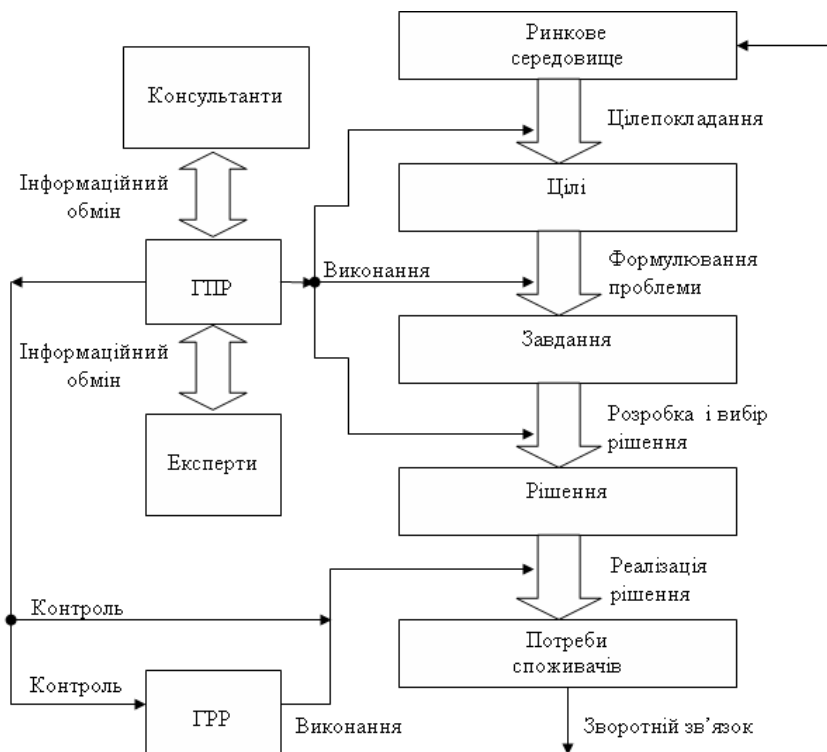 Ринкове
середовище
Консультанти
Цілепокладання
Інформаційний
обмін
Цілі
ГПР
Виконання
Формулювання
проблеми
Інформаційний
обмін
Завдання
Експерти
Розробка і вибір
рішення
Рішення
Реалізація
рішення
Контроль
Потреби
споживачів
Контроль
ГРР
Виконання
Зворотній зв’язок